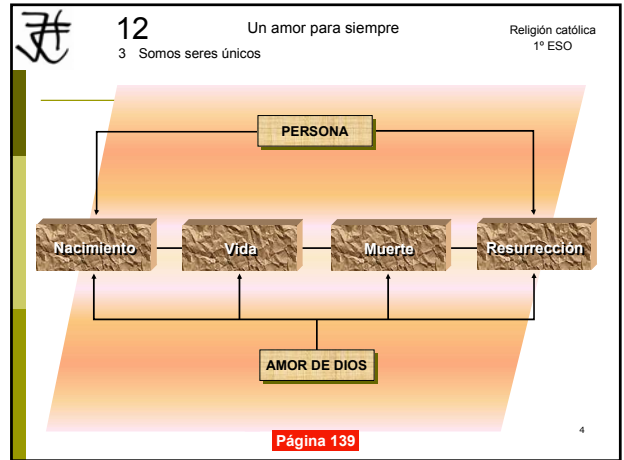 12
Un amor para siempre
Religión católica
1º ESO
3 Somos seres únicos
PERSONA
Nacimiento
Vida
Muerte
Resurrección
AMOR DE DIOS
Página 139
4